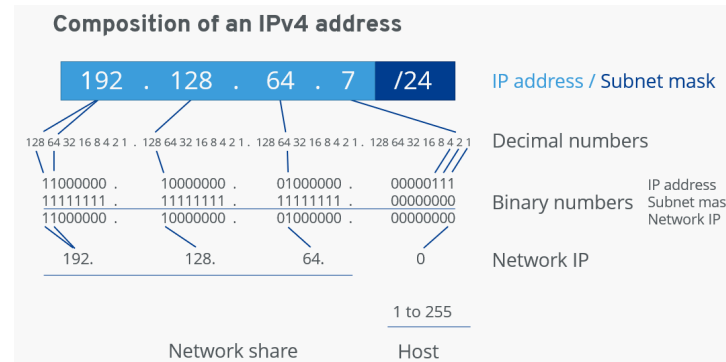 Composition of an IPv4 address
192 . 128 . 64 . 7 /24 IP address / Subnet mask
128 64 32 16 8 4 2 1 . 128 64 32 16 8 4 2 1 . 128 64 32 16 8 4 2 1 . 128 64 32 16 8 4 2 1 Decimal numbers
11000000 . 10000000 . 01000000 . 00000111 IP address
11111111 . 11111111 . 11111111 . 00000000 Binary numbers Subnet mas
11000000 . 10000000 . 01000000 . 00000000 Network IP
192. 128. 64. 0 Network IP
1 to 255
Network share Host